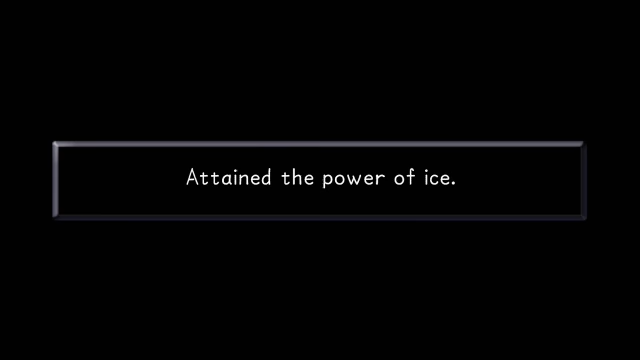 Attained the power of ice.